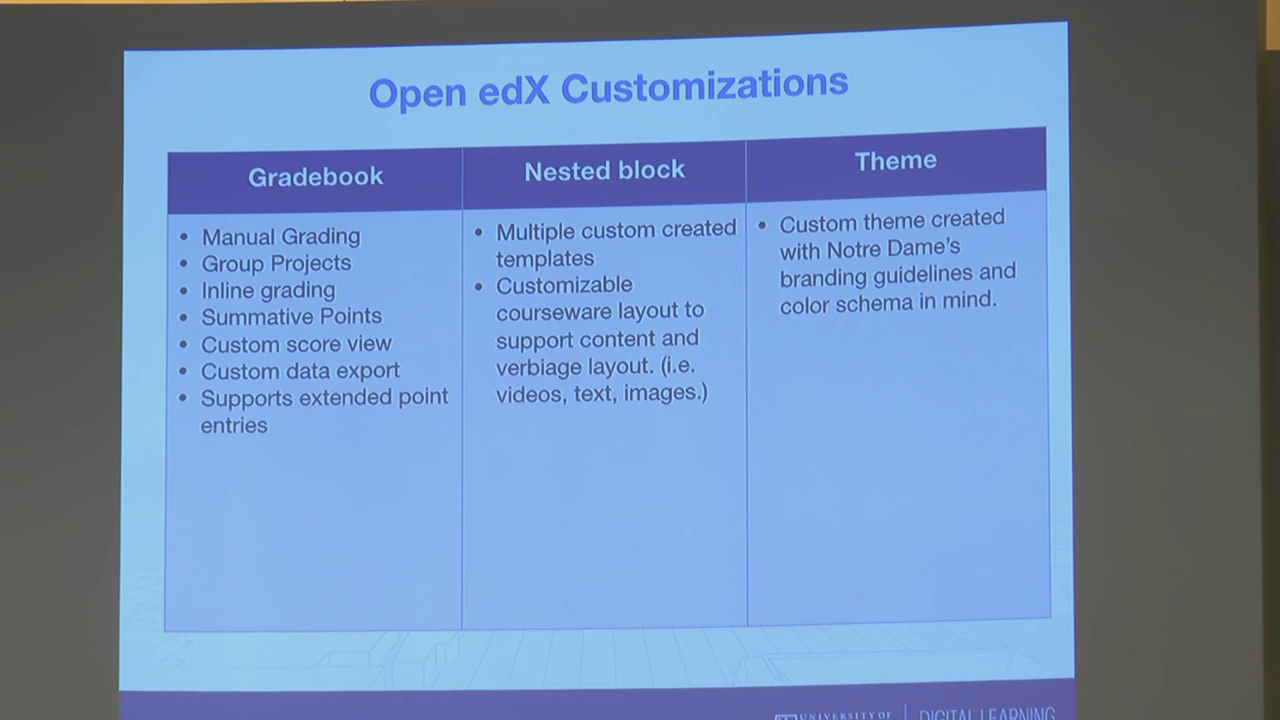 Open edX Customizations
Gradebook
Manual Grading
Group Projects
Inline grading
Summative Points
Custom score view
Custom data export
Supports extended point
entries
Nested block
Multiple custom created
templates
Customizable
courseware layout to
support content and
verbiage layout. (i.e.
videos, text, images.)
Theme
Custom theme created
with Notre Dame's
branding guidelines and
color schema in mind.
UNIVERSITY OF
DIGITAL LEARNING